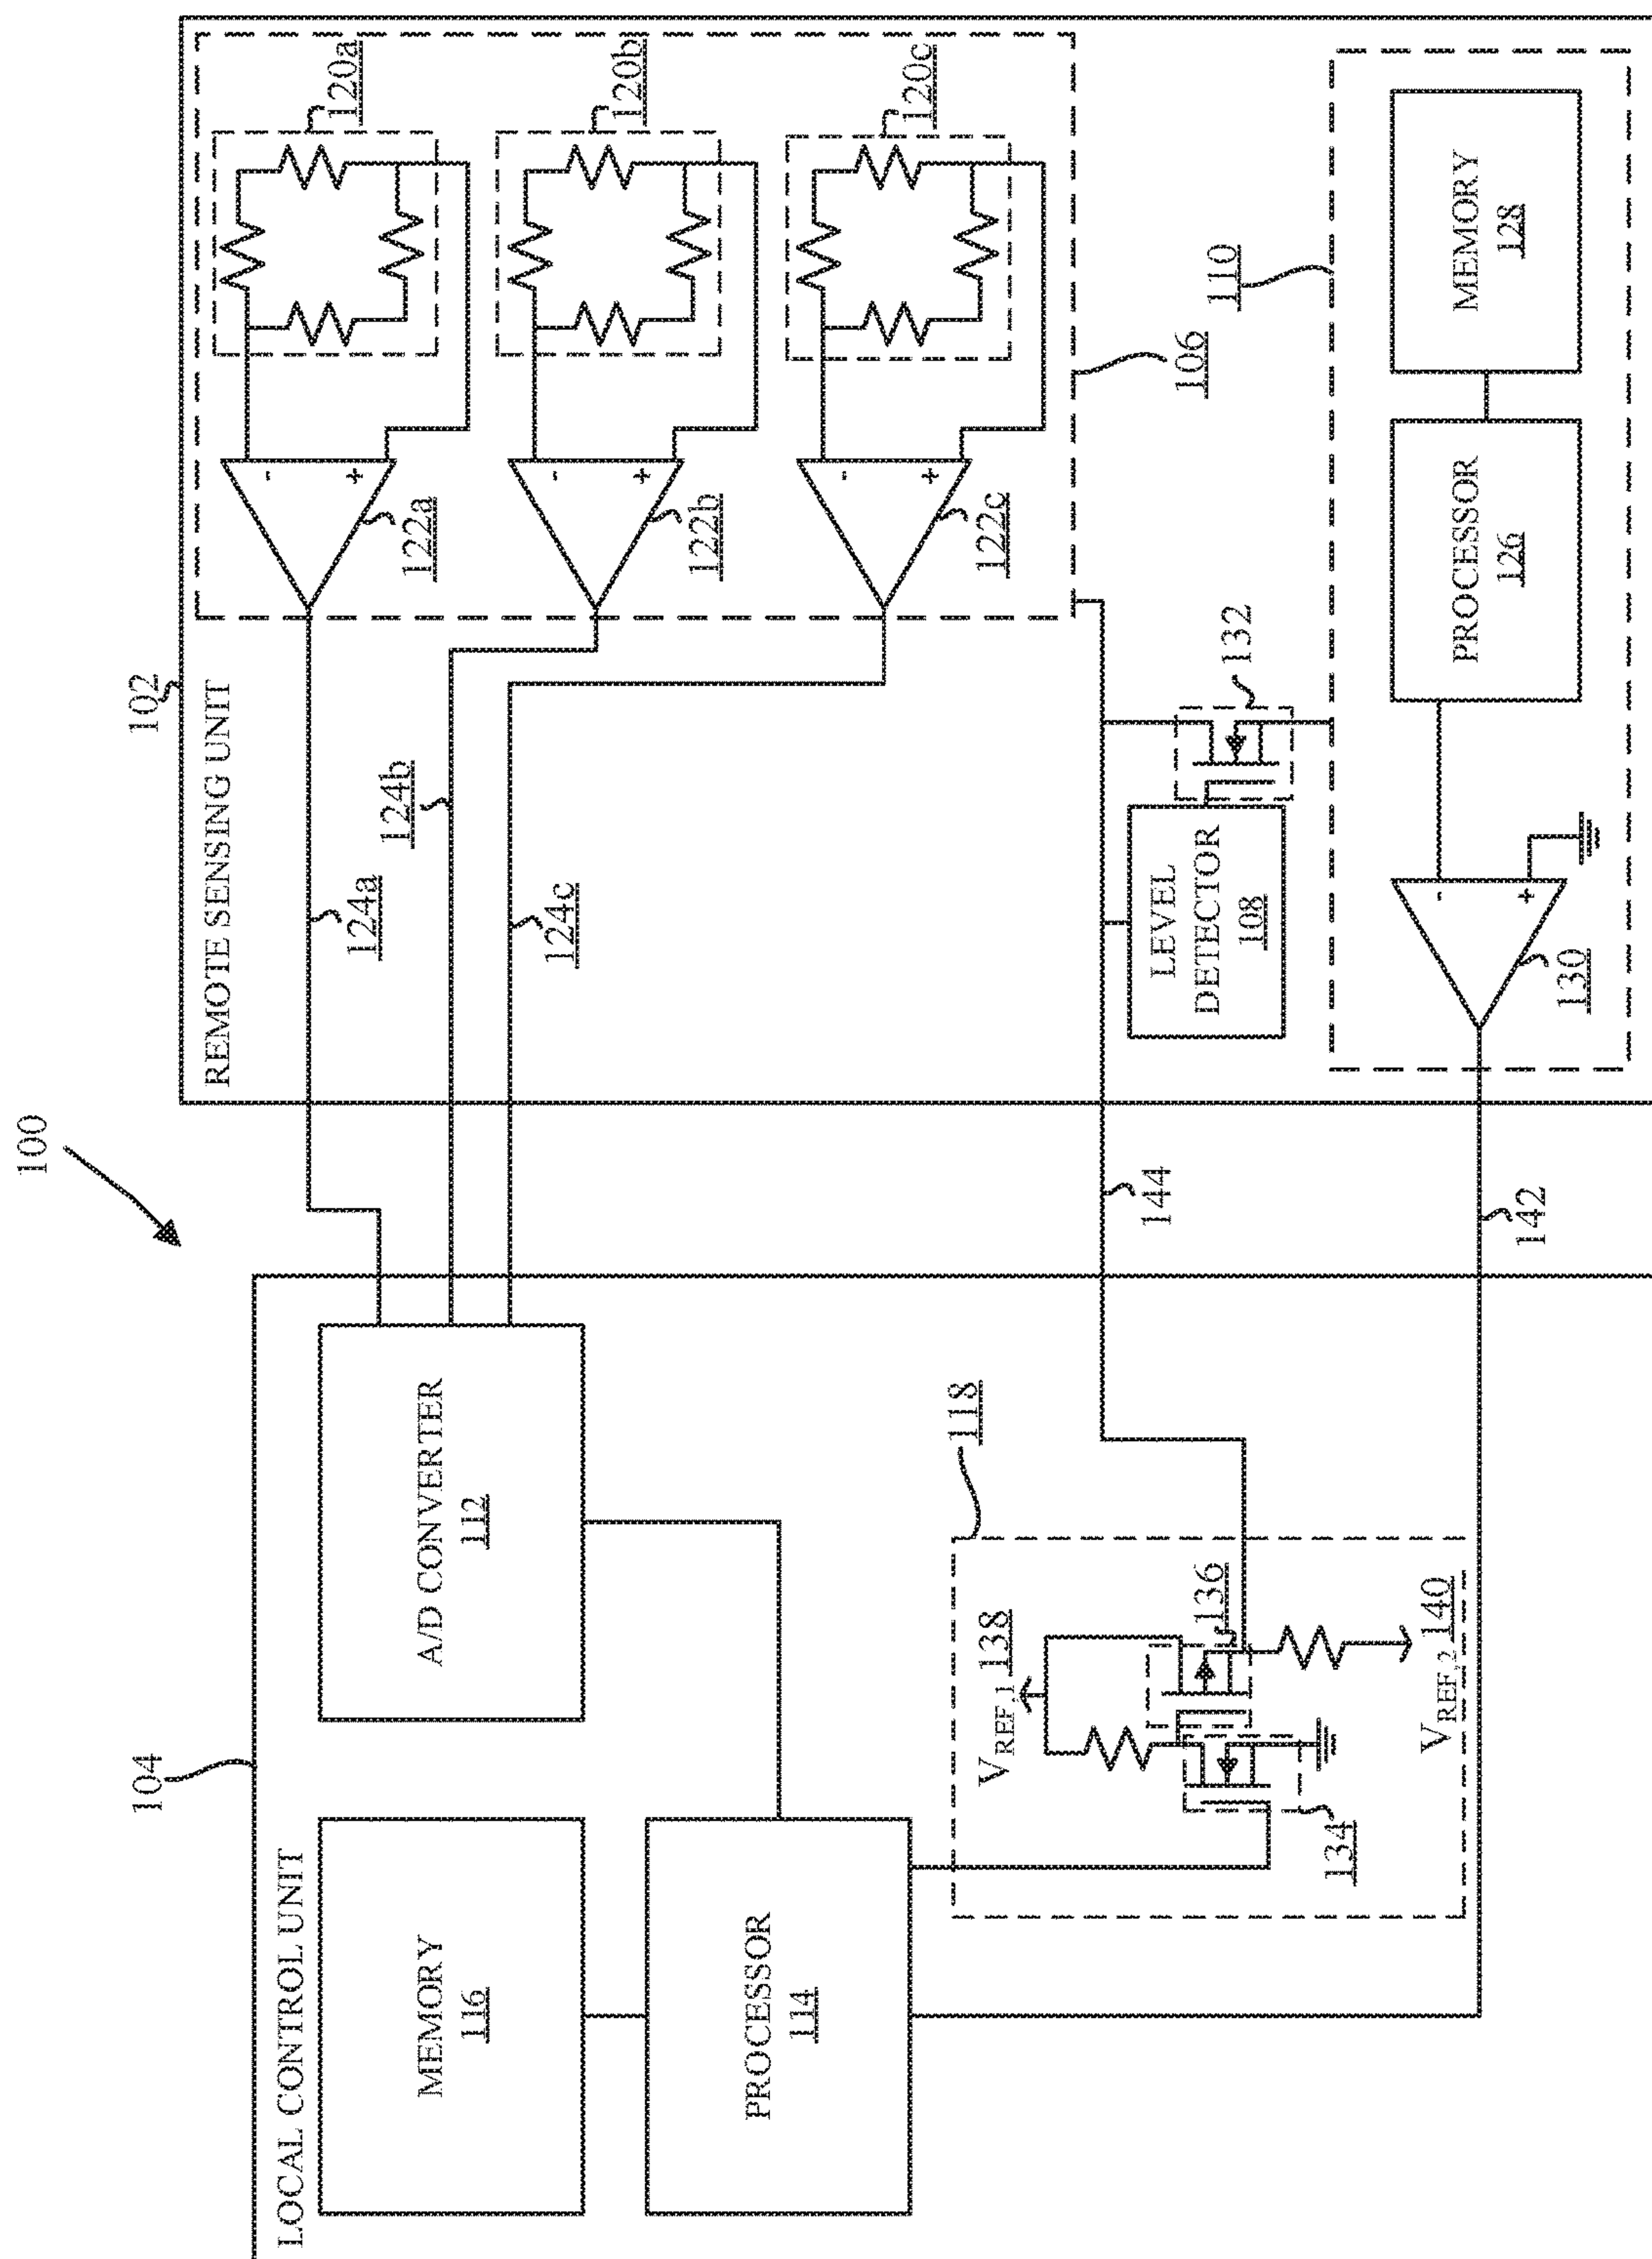 100
104
LOCAL CONTROL UNIT
MEMORY
116
A/D CONVERTER
112
PROCESSOR
114
118
V_REF,1 138
136
134
V_REF,2 140
102
REMOTE SENSING UNIT
124a
124b
124c
122a
120a
122b
120b
122c
120c
106
144
LEVEL
DETECTOR
108
132
110
142
130
PROCESSOR
126
MEMORY
128
-
+
-
+
-
+
-
+